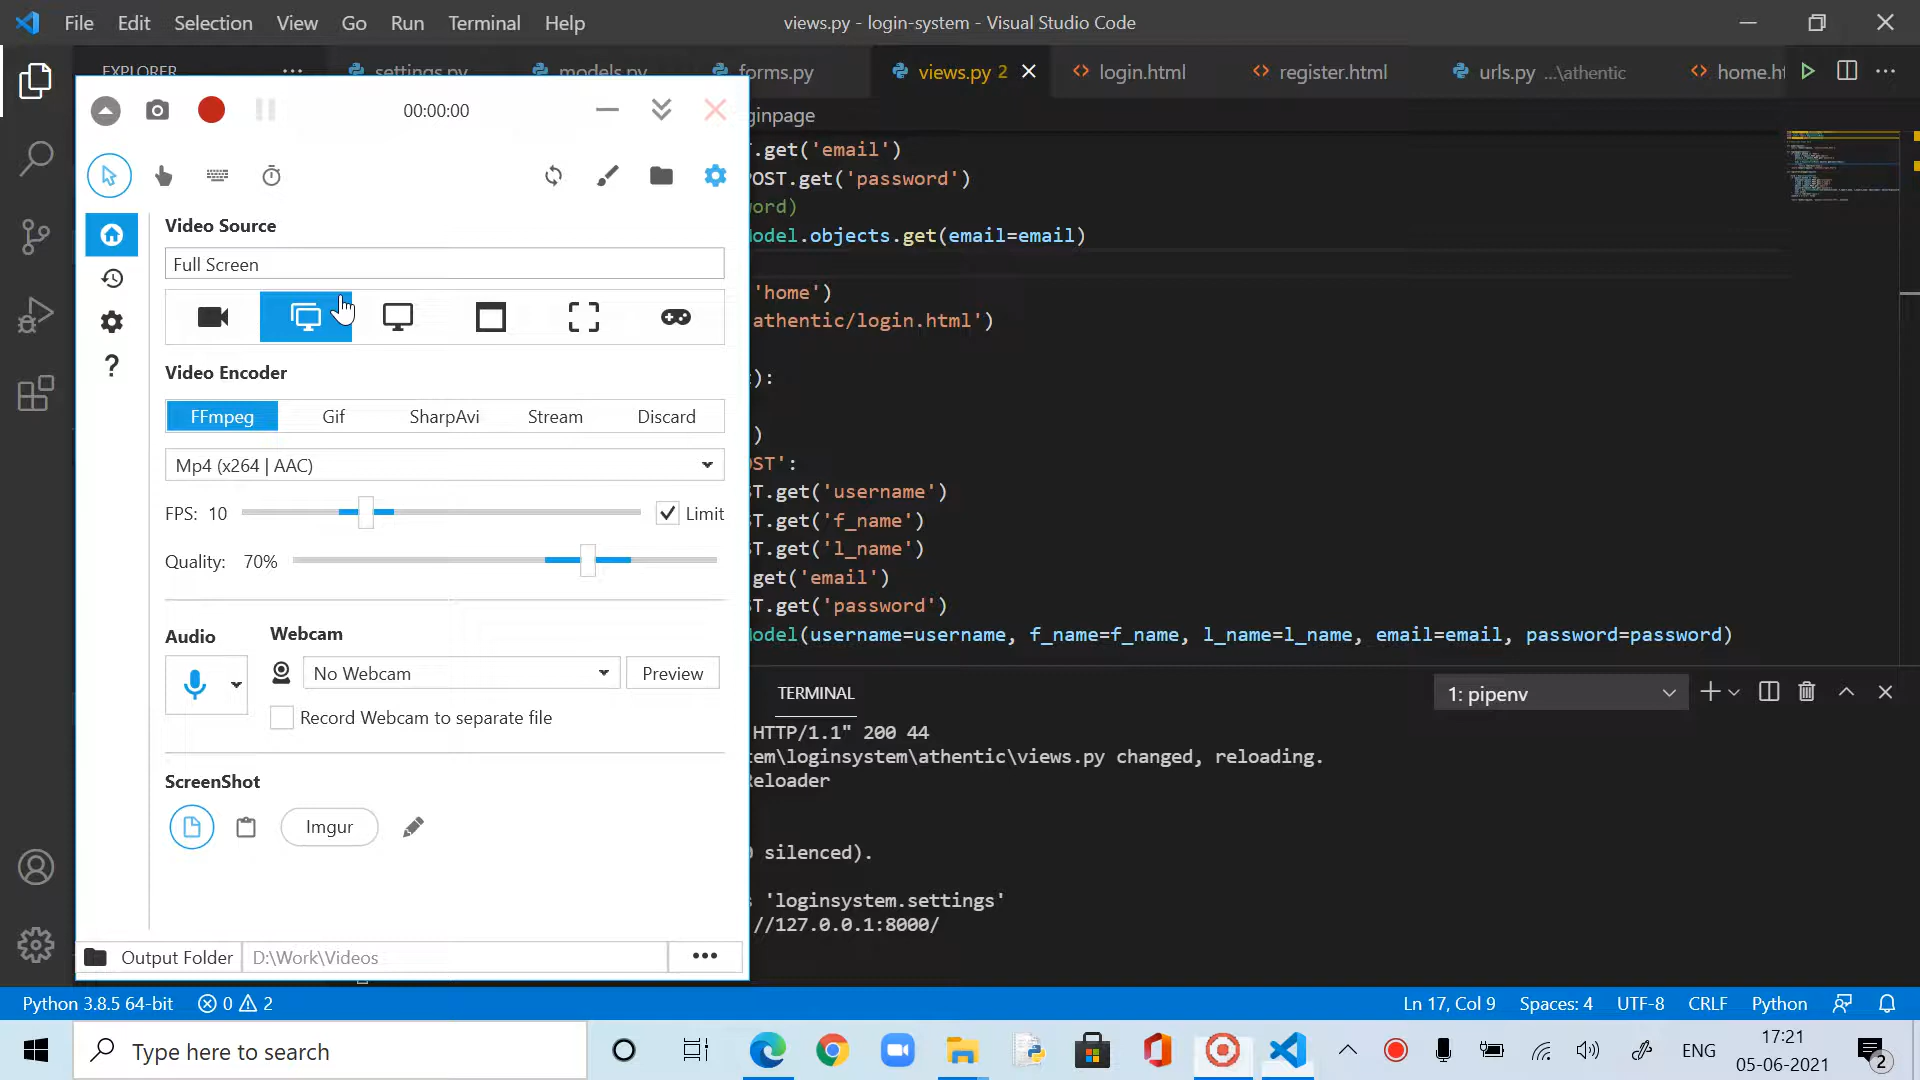 File Edit Selection View Go Run Terminal Help
views.py - login-system - Visual Studio Code
EXPLORER
settings.py models.py forms.py views.py 2 login.html register.html urls.py ...\athentic home.ht
00:00:00
ginpage
T.get('email')
OST.get('password')
ord)
odel.objects.get(email=email)
'home')
athentic/login.html')
):
)
ST':
T.get('username')
T.get('f_name')
T.get('l_name')
get('email')
T.get('password')
odel(username=username, f_name=f_name, l_name=l_name, email=email, password=password)
Video Source
Full Screen
Video Encoder
FFmpeg Gif SharpAvi Stream Discard
Mp4 (x264 | AAC)
FPS: 10 Limit
Quality: 70%
Audio Webcam
No Webcam Preview
Record Webcam to separate file
ScreenShot
Imgur
Output Folder D:\Work\Videos
TERMINAL
1: pipenv
HTTP/1.1" 200 44
em\loginsystem\athentic\views.py changed, reloading.
Reloader
silenced).
'loginsystem.settings'
//127.0.0.1:8000/
Python 3.8.5 64-bit 0 2
Ln 17, Col 9 Spaces: 4 UTF-8 CRLF Python
Type here to search
ENG
17:21
05-06-2021
2